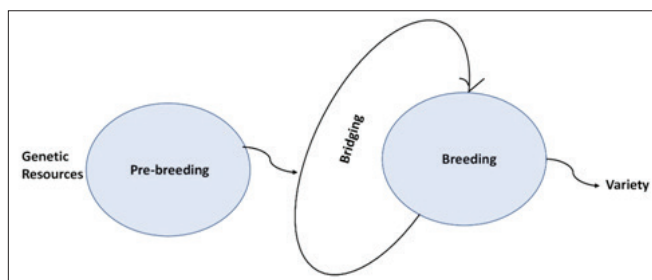 Genetic
Resources
Pre-breeding
Bridging
Breeding
Variety